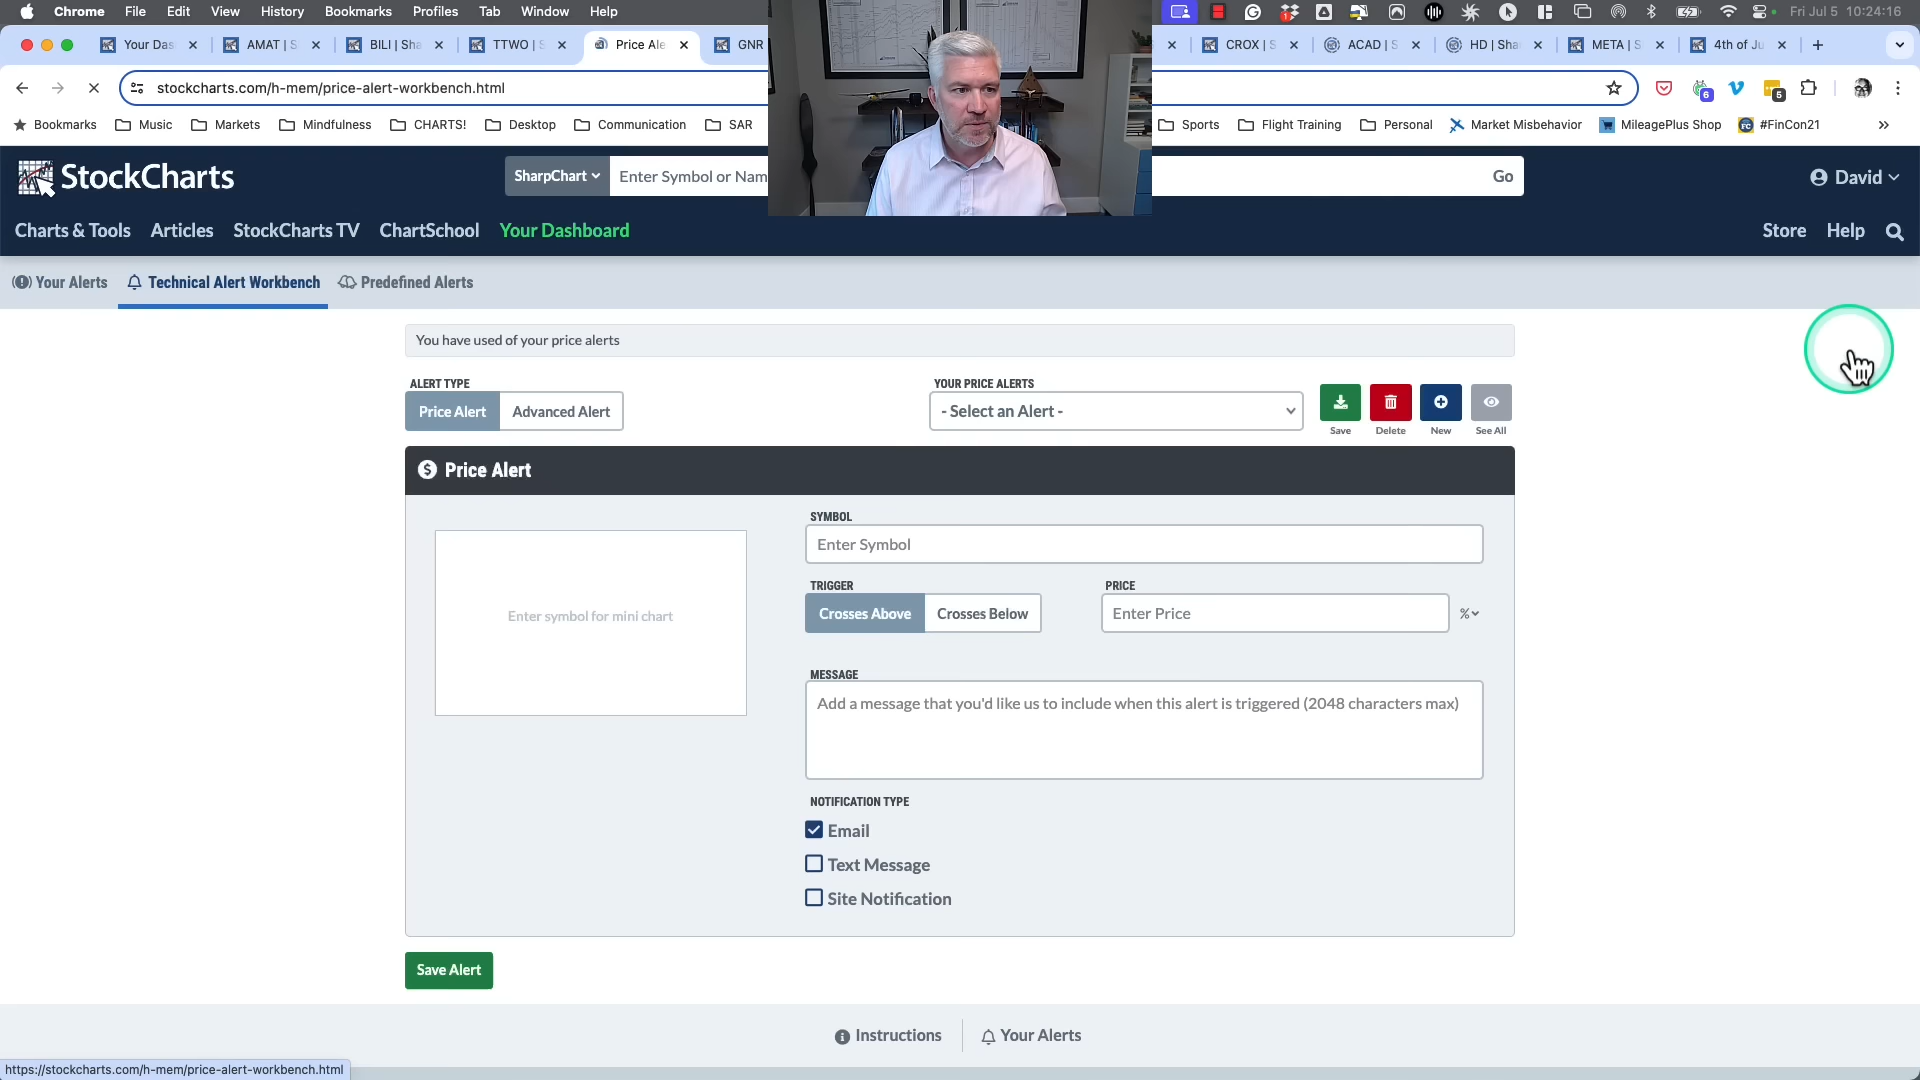 Chrome File Edit View History Bookmarks Profiles Tab Window Help Fri Jul 5 10:24:16
Your Das AMAT | S BILI | Sha TTWO | S Price Ale GNR CROX | S ACAD | S HD | Sha META | S 4th of Ju
stockcharts.com/h-mem/price-alert-workbench.html 6 5
Bookmarks Music Markets Mindfulness CHARTS! Desktop Communication SAR Sports Flight Training Personal Market Misbehavior MileagePlus Shop #FinCon21
StockCharts SharpChart Enter Symbol or Nam Go David
Charts & Tools Articles StockCharts TV ChartSchool Your Dashboard Store Help
Your Alerts Technical Alert Workbench Predefined Alerts
You have used of your price alerts
ALERT TYPE YOUR PRICE ALERTS
Price Alert Advanced Alert - Select an Alert -
Save Delete New See All
$ Price Alert
SYMBOL
Enter Symbol
TRIGGER PRICE
Crosses Above Crosses Below Enter Price %
Enter symbol for mini chart
MESSAGE
Add a message that you'd like us to include when this alert is triggered (2048 characters max)
NOTIFICATION TYPE
Email
Text Message
Site Notification
Save Alert
Instructions Your Alerts
https://stockcharts.com/h-mem/price-alert-workbench.html